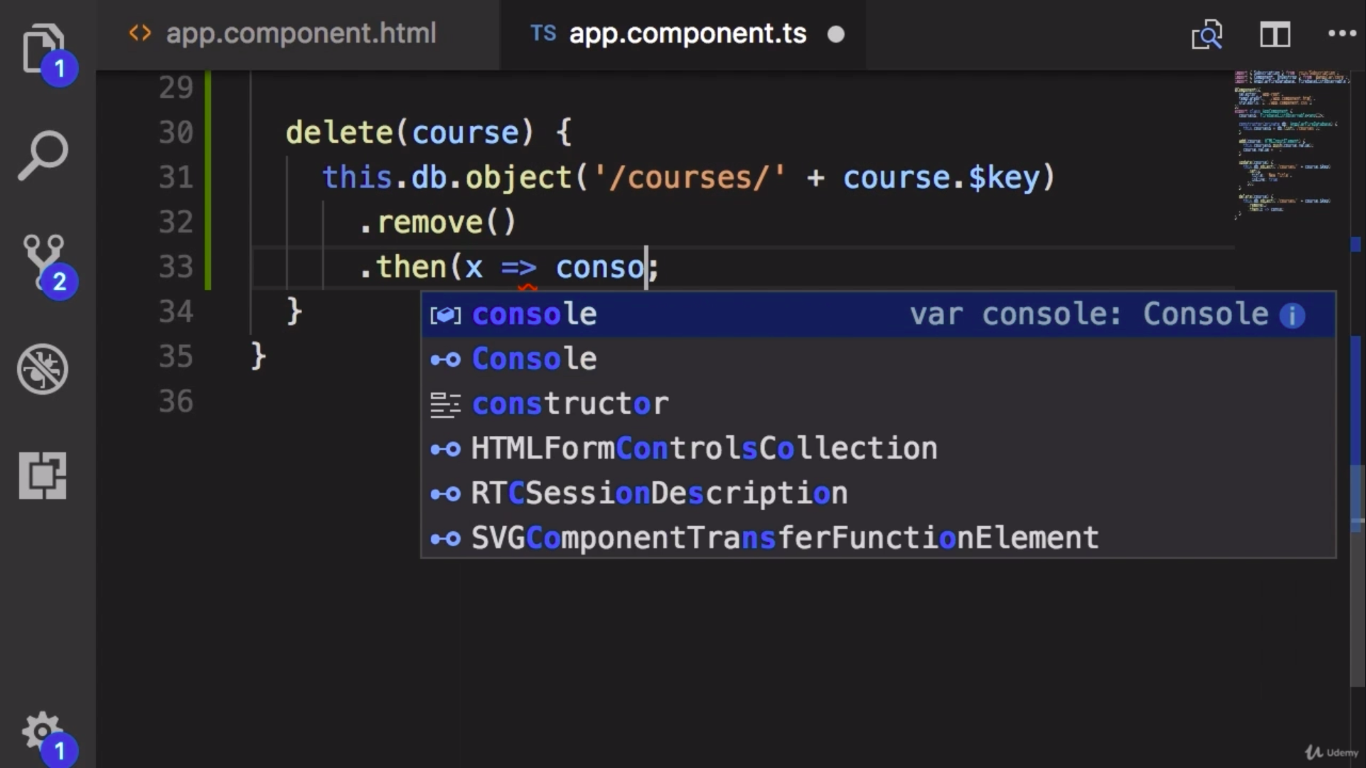 app.component.html
TS app.component.ts
1
29
30 delete(course) {
31 this.db.object('/courses/' + course.$key)
32 .remove()
33 .then(x => conso;
2
34 }
console var console: Console
35 }
Console
36
constructor
HTMLFormControlsCollection
RTCSessionDescription
SVGComponentTransferFunctionElement
1
Udemy